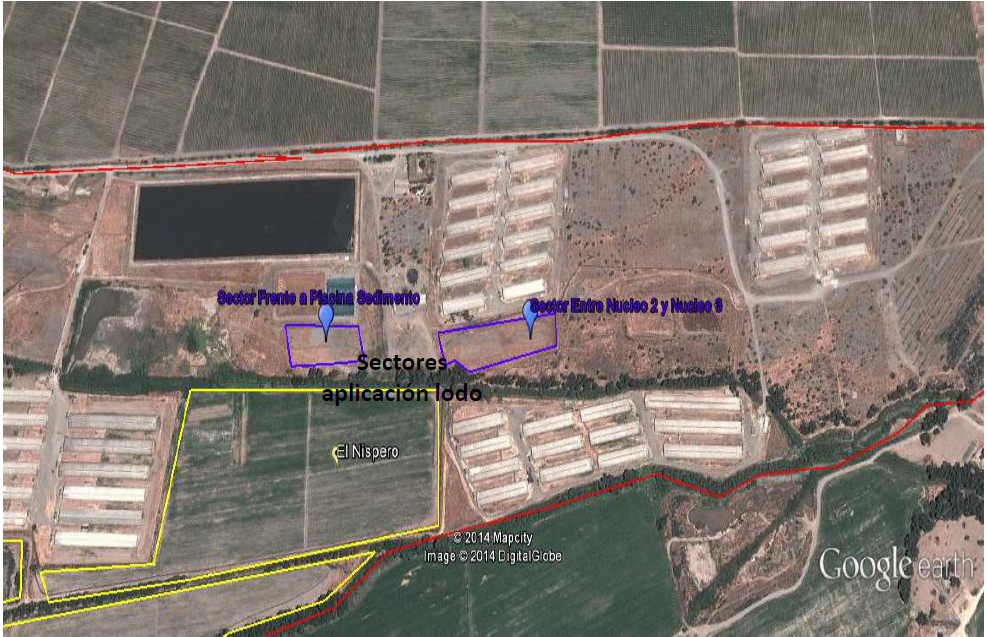 Sector Frente a Piscina Sedimento
Sector Entre Nucleo 2 y Nucleo 3
Sectores
aplicación lodo
El Nispero
© 2014 Mapcity
Image © 2014 DigitalGlobe
Google earth